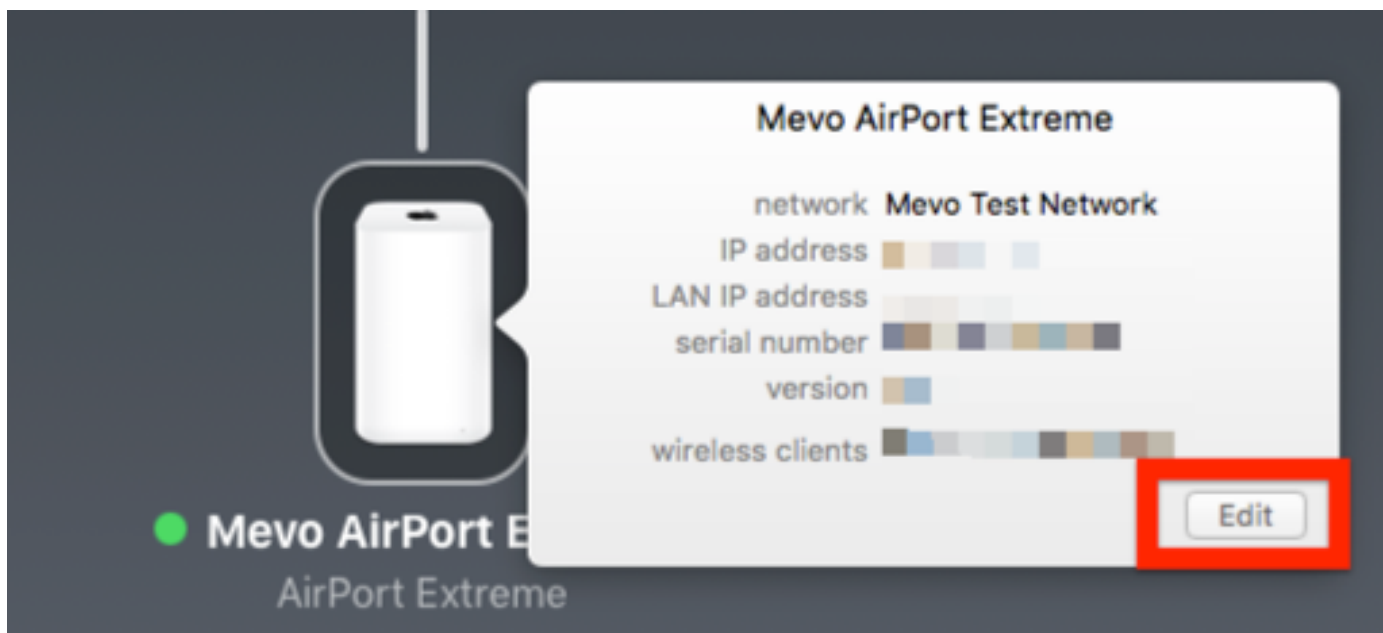 Mevo AirPort Extreme
network Mevo Test Network
IP address
LAN IP address
serial number
version
wireless clients
Edit
Mevo AirPort E
AirPort Extreme